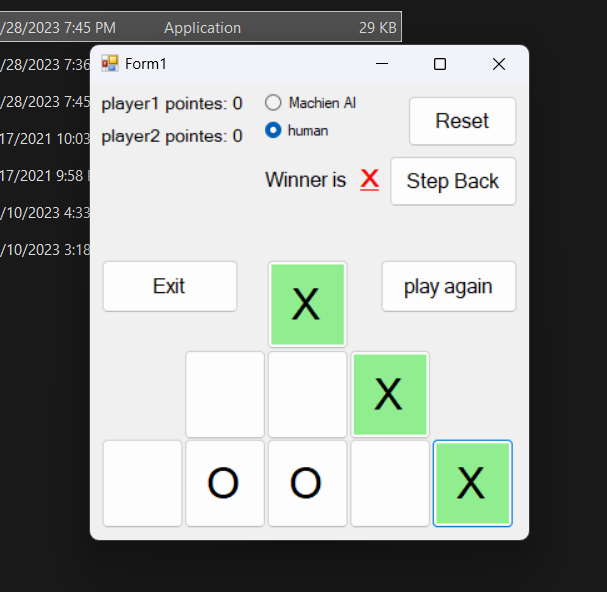 /28/2023 7:45 PM Application 29 KB
/28/2023 7:36
Form1
/28/2023 7:45
player1 pointes: 0 Machien AI Reset
player2 pointes: 0 human
17/2021 10:03
17/2021 9:58
Winner is X Step Back
/10/2023 4:33
/10/2023 3:18
Exit X play again
X
O O X